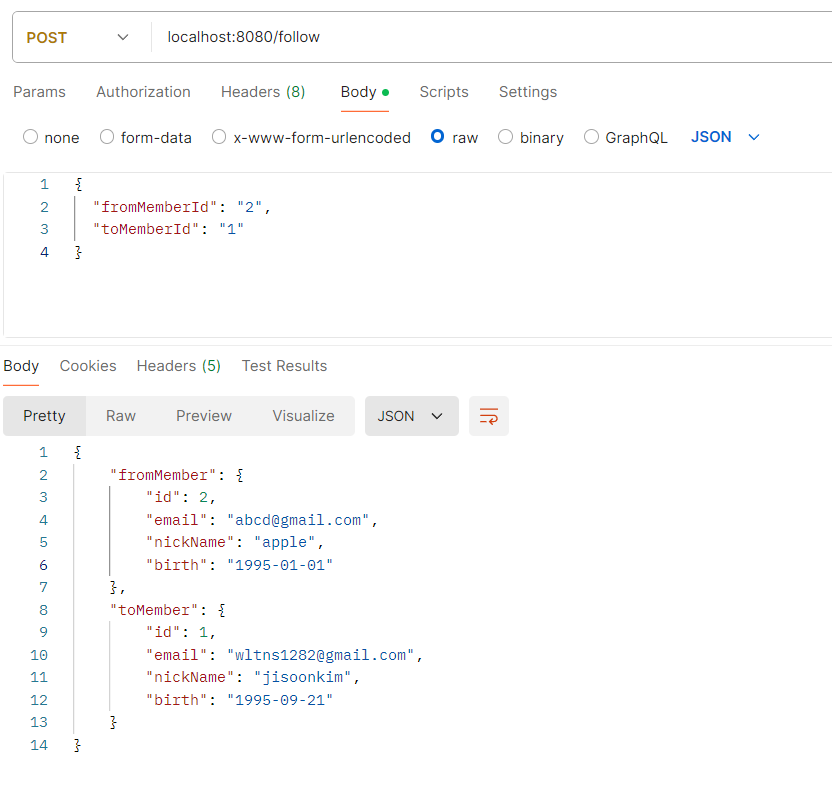 POST localhost:8080/follow
Params Authorization Headers (8) Body Scripts Settings
none form-data x-www-form-urlencoded raw binary GraphQL JSON
1 {
2 "fromMemberId": "2",
3 "toMemberId": "1"
4 }
Body Cookies Headers (5) Test Results
Pretty Raw Preview Visualize JSON
1 {
2 "fromMember": {
3 "id": 2,
4 "email": "abcd@gmail.com",
5 "nickName": "apple",
6 "birth": "1995-01-01"
7 },
8 "toMember": {
9 "id": 1,
10 "email": "wltns1282@gmail.com",
11 "nickName": "jisoonkim",
12 "birth": "1995-09-21"
13 }
14 }